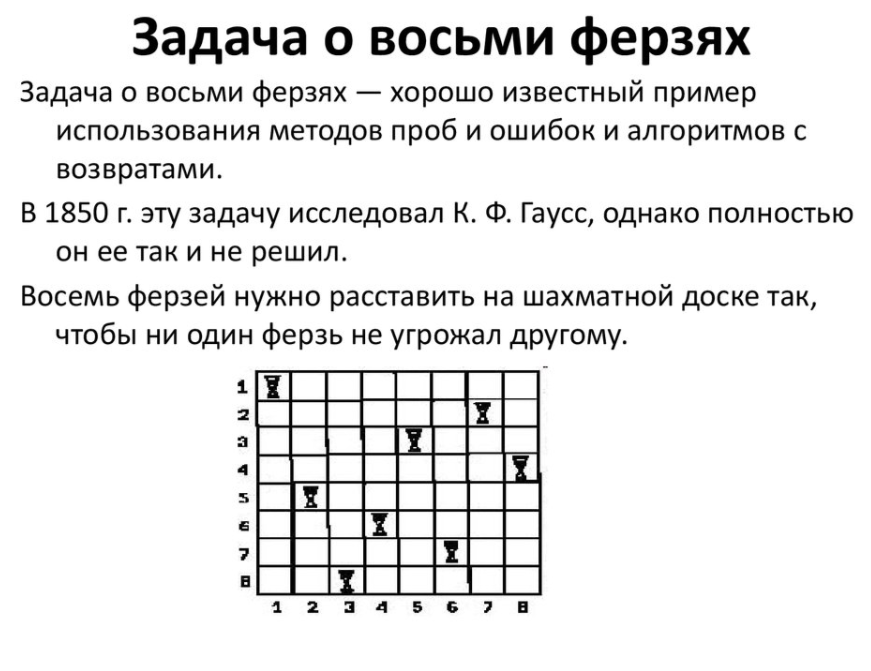 Задача о восьми ферзях
Задача о восьми ферзях — хорошо известный пример
использования методов проб и ошибок и алгоритмов с
возвратами.
В 1850 г. эту задачу исследовал К. Ф. Гаусс, однако полностью
он ее так и не решил.
Восемь ферзей нужно расставить на шахматной доске так,
чтобы ни один ферзь не угрожал другому.
1
2
3
4
5
6
7
8
1 2 3 4 5 6 7 8